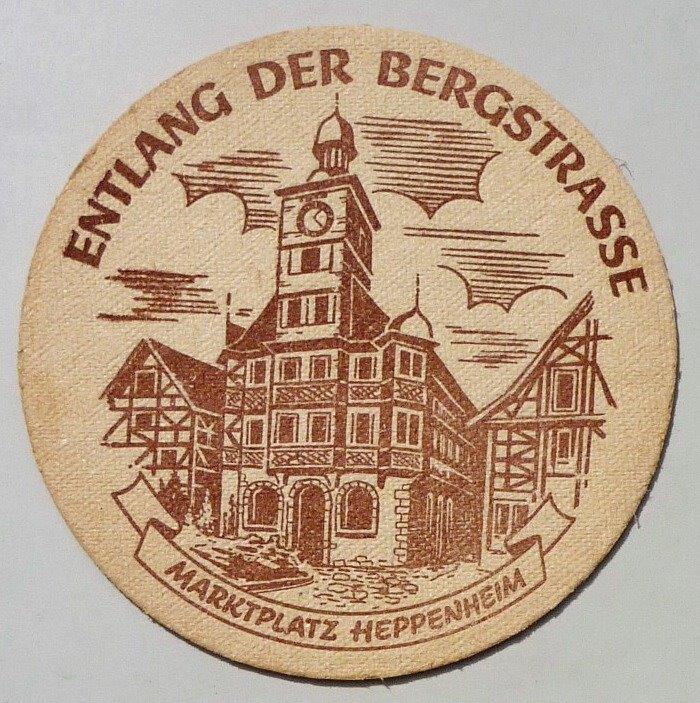 ENTLANG DER BERGSTRASSE
MARKTPLATZ HEPPENHEIM